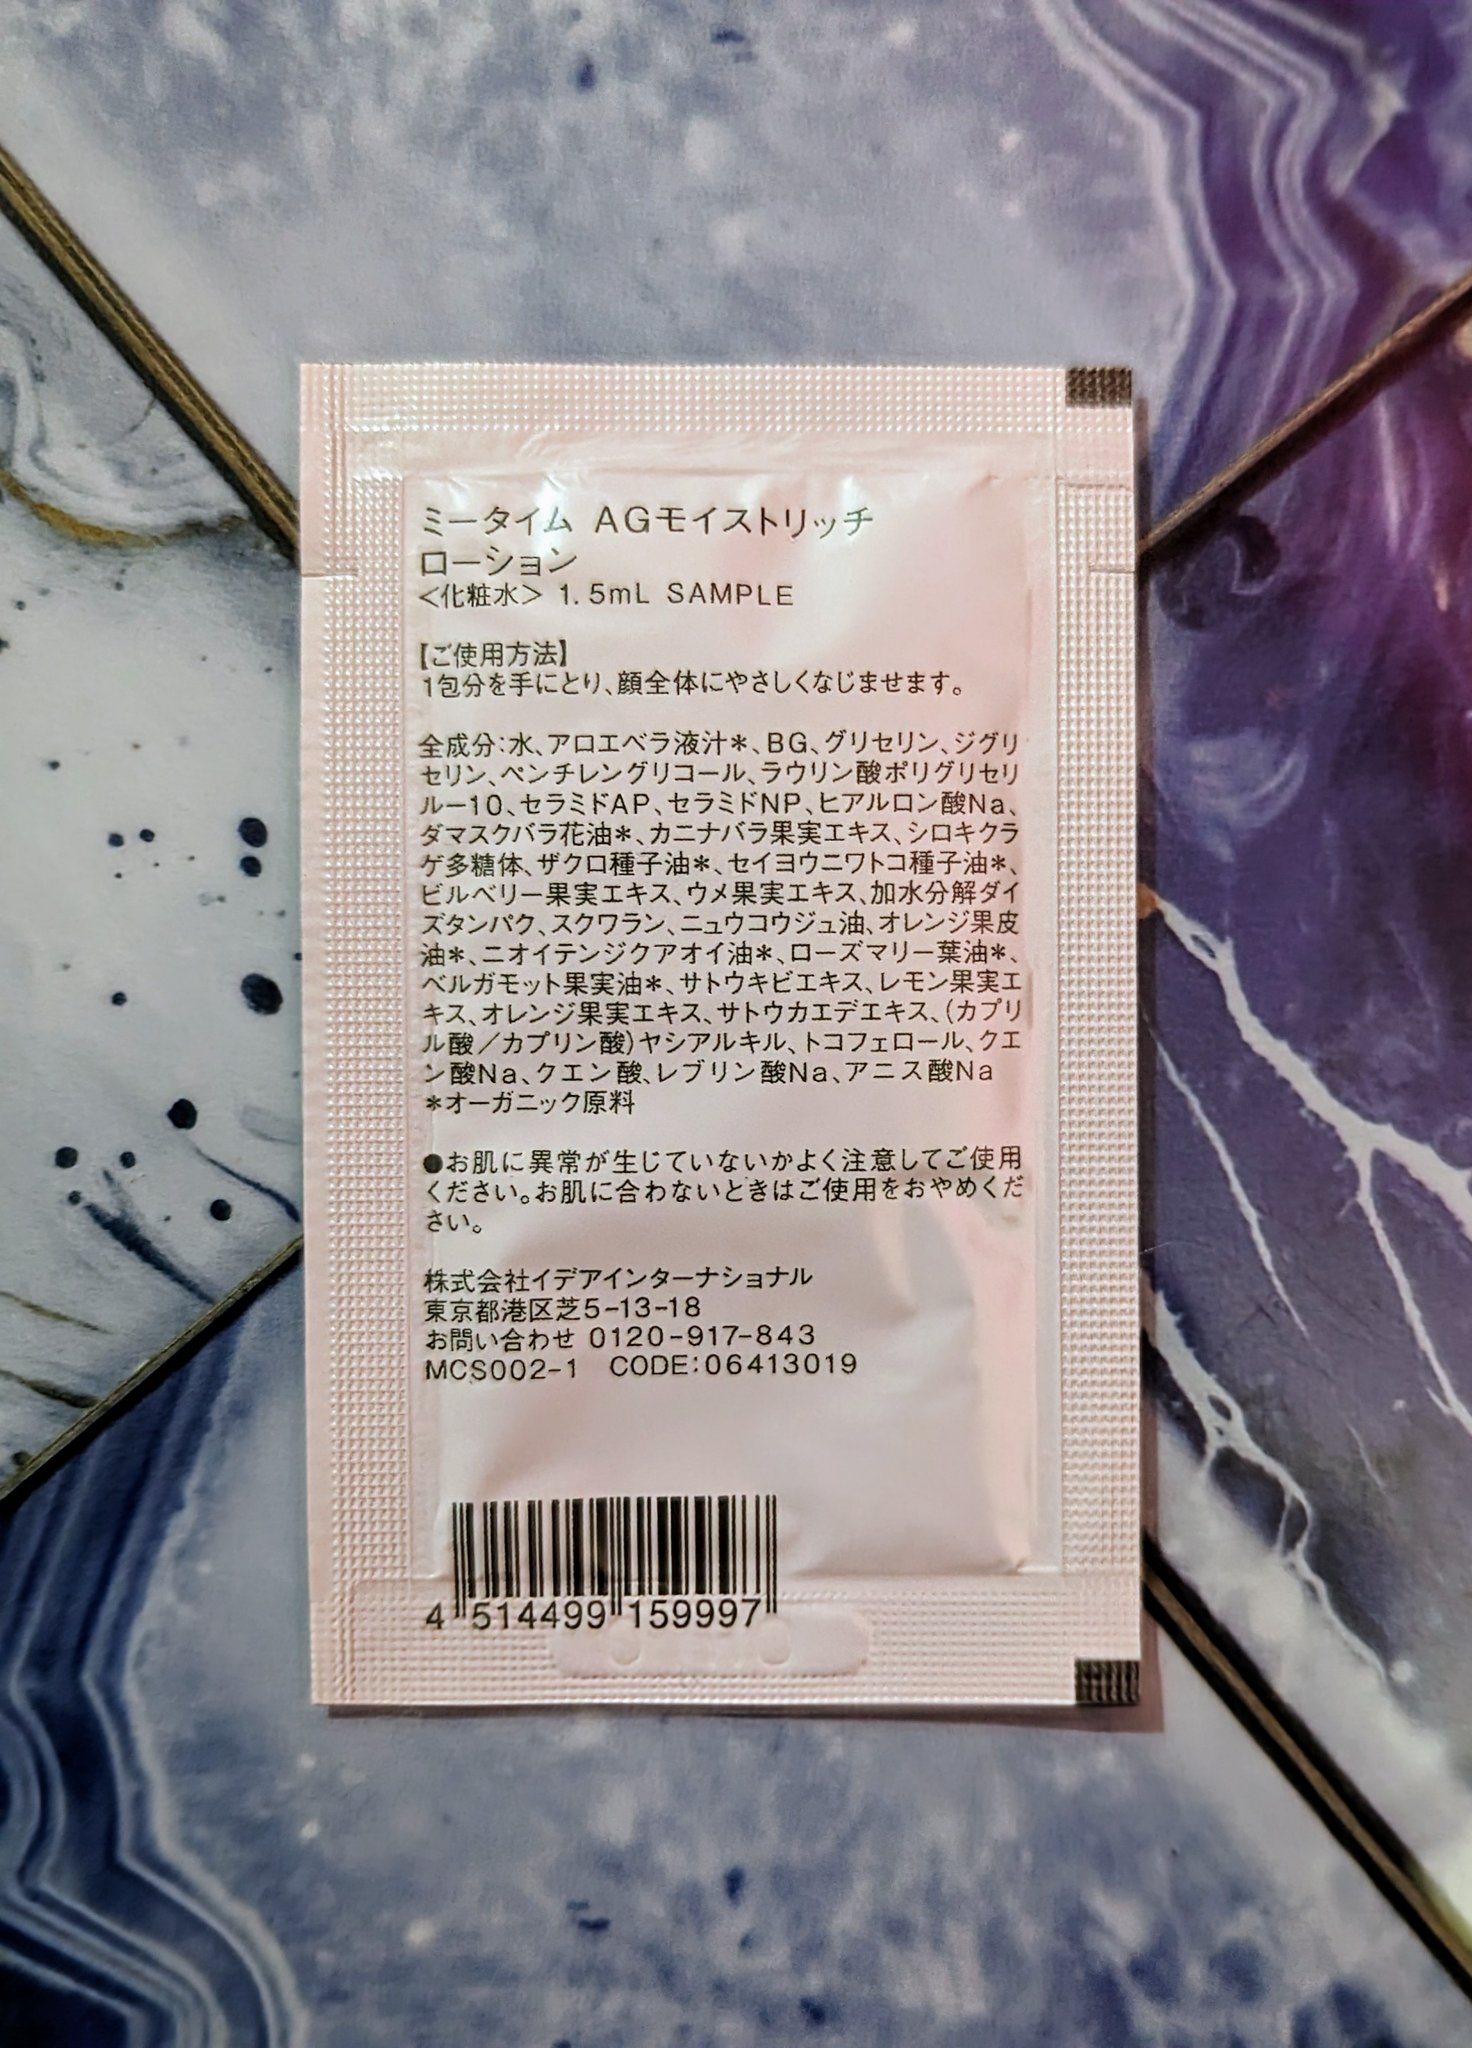 ミータイム AGモイストリッチ
ローション
<化粧水> 1.5mL SAMPLE
【ご使用方法】
1包分を手にとり、顔全体にやさしくなじませます。
全成分:水、アロエベラ液汁*、BG、グリセリン、ジグリ
セリン、ペンチレングリコール、ラウリン酸ポリグリセリ
ル-10、セラミドAP、セラミドNP、ヒアルロン酸Na、
ダマスクバラ花油*、カニナバラ果実エキス、シロキクラ
ゲ多糖体、ザクロ種子油*、セイヨウニワトコ種子油*、
ビルベリー果実エキス、ウメ果実エキス、加水分解ダイ
ズタンパク、スクワラン、ニュウコウジュ油、オレンジ果皮
油*、ニオイテンジクアオイ油*、ローズマリー葉油*、
ベルガモット果実油*、サトウキビエキス、レモン果実エ
キス、オレンジ果実エキス、サトウカエデエキス、(カプリ
ル酸/カプリン酸)ヤシアルキル、トコフェロール、クエ
ン酸Na、クエン酸、レブリン酸Na、アニス酸Na
*オーガニック原料
●お肌に異常が生じていないかよく注意してご使用
ください。お肌に合わないときはご使用をおやめくだ
さい。
株式会社イデアインターナショナル
東京都港区芝5-13-18
お問い合わせ 0120-917-843
MCS002-1 CODE:06413019
4 514499 159997